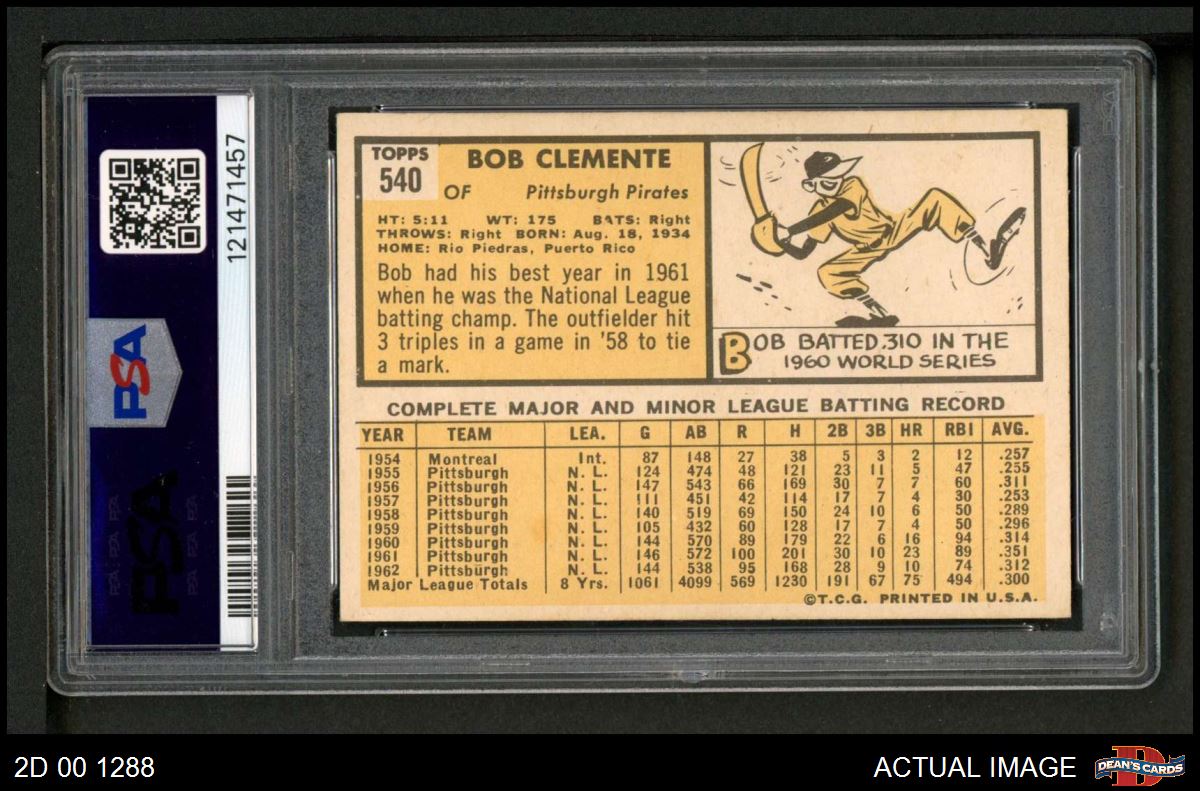 121471457
PSA
PSA
TOPPS
540
BOB CLEMENTE
OF Pittsburgh Pirates
HT: 5:11 WT: 175 BATS: Right
THROWS: Right BORN: Aug. 18, 1934
HOME: Rio Piedras, Puerto Rico
Bob had his best year in 1961
when he was the National League
batting champ. The outfielder hit
3 triples in a game in '58 to tie
a mark.
BOB BATTED .310 IN THE
1960 WORLD SERIES
COMPLETE MAJOR AND MINOR LEAGUE BATTING RECORD
YEAR TEAM LEA. G AB R H 2B 3B HR RBI AVG.
1954 Montreal Int. 87 148 27 38 5 3 2 12 .257
1955 Pittsburgh N. L. 124 474 48 121 23 11 5 47 .255
1956 Pittsburgh N. L. 147 543 66 169 30 7 7 60 .311
1957 Pittsburgh N. L. 111 451 42 114 17 7 4 30 .253
1958 Pittsburgh N. L. 140 519 69 150 24 10 6 50 .289
1959 Pittsburgh N. L. 105 432 60 128 17 7 4 50 .296
1960 Pittsburgh N. L. 144 570 89 179 22 6 16 94 .314
1961 Pittsburgh N. L. 146 572 100 201 30 10 23 89 .351
1962 Pittsburgh N. L. 144 538 95 168 28 9 10 74 .312
Major League Totals 8 Yrs. 1061 4099 569 1230 191 67 75 494 .300
©T.C.G. PRINTED IN U.S.A.
2D 00 1288
ACTUAL IMAGE
DEAN'S CARDS